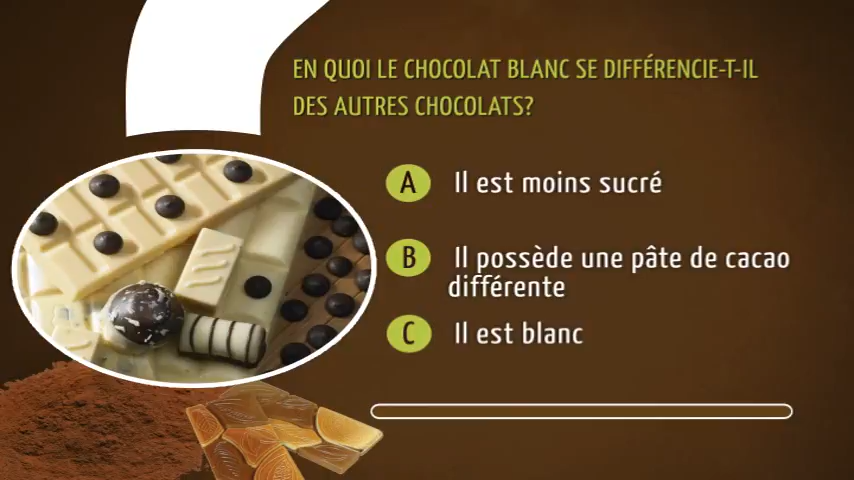 EN QUOI LE CHOCOLAT BLANC SE DIFFÉRENCIE-T-IL
DES AUTRES CHOCOLATS?
A Il est moins sucré
B Il possède une pâte de cacao
différente
C Il est blanc